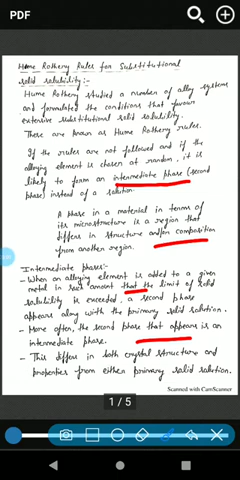 PDF
Hume Rothery Rules for Substitutional
solid solubility:-
Hume Rothery studied a number of alloy systems
and formulated the conditions that favour
extensive substitutional solid solubility.
These are known as Hume Rothery rules.
If the rules are not followed and if the
alloying element is chosen at random, it is
likely to form an intermediate phase (second
phase) instead of a solution.
A phase in a material in terms of
its microstructure is a region that
differs in structure and/or composition
from another region.
Intermediate phases:-
- When an alloying element is added to a given
metal in such amount that the limit of solid
solubility is exceeded, a second phase
appears along with the primary solid solution.
- More often, the second phase that appears is an
intermediate phase.
- This differs in both crystal structure and
properties from either primary solid solution.
Scanned with CamScanner
1/5